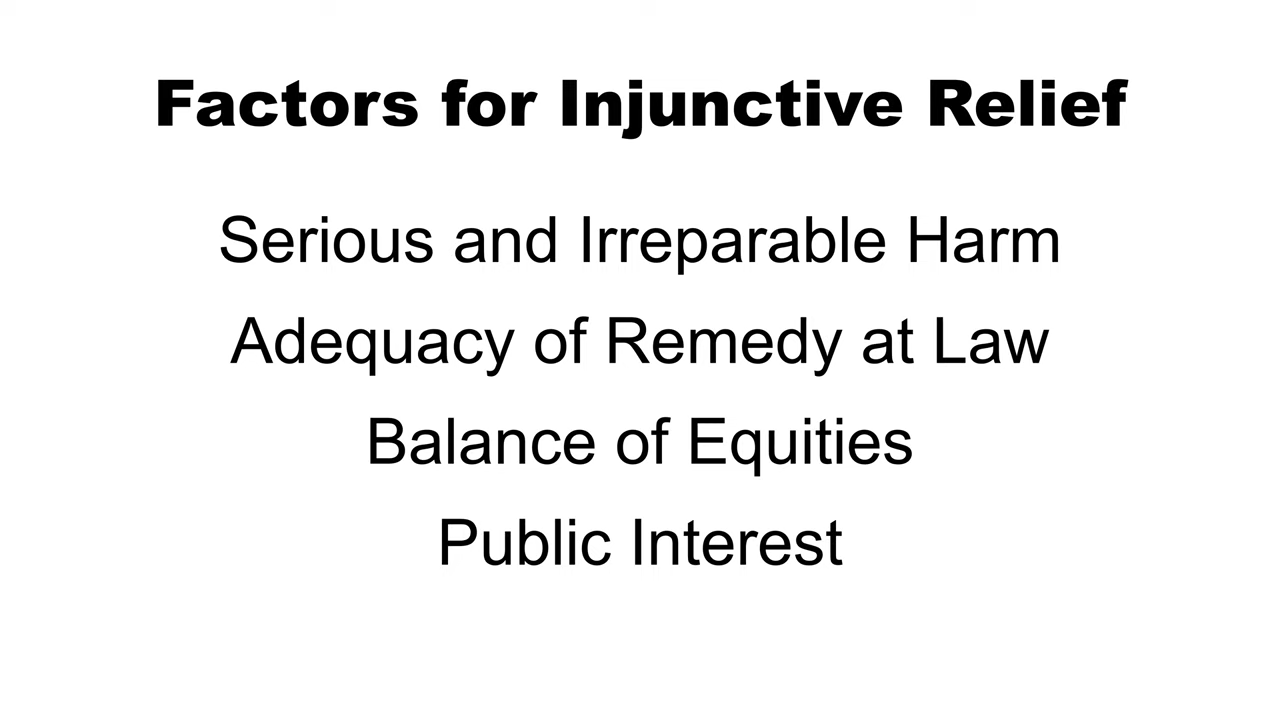 Factors for Injunctive Relief
Serious and Irreparable Harm
Adequacy of Remedy at Law
Balance of Equities
Public Interest